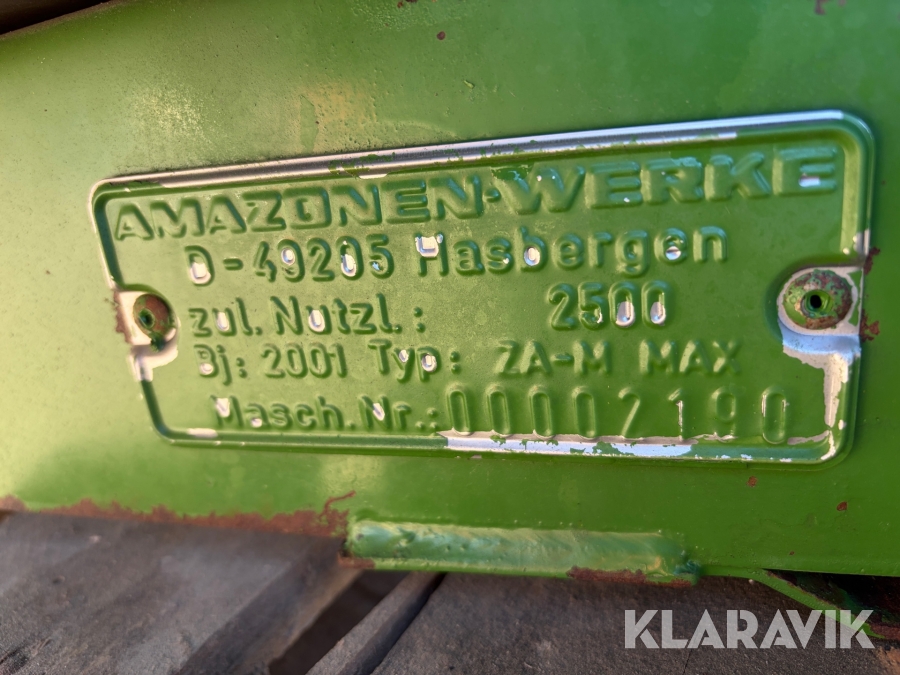 AMAZONEN-WERKE
D-49205 Hasbergen
zul. Nutzl.: 2500
Bj: 2001 Typ: ZA-M MAX
Masch.Nr.: 00002190
KLARAVIK